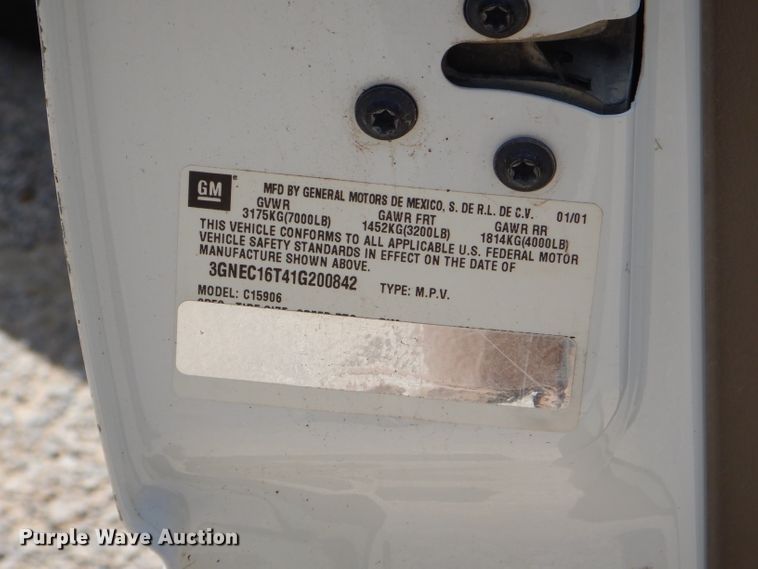 GM
MFD BY GENERAL MOTORS DE MEXICO, S. DE R.L. DE C.V. 01/01
GVWR GAWR FRT GAWR RR
3175KG(7000LB) 1452KG(3200LB) 1814KG(4000LB)
THIS VEHICLE CONFORMS TO ALL APPLICABLE U.S. FEDERAL MOTOR
VEHICLE SAFETY STANDARDS IN EFFECT ON THE DATE OF
MANUFACTURE SHOWN ABOVE.
3GNEC16T41G200842 TYPE: M.P.V.
MODEL: C15906
Purple Wave Auction